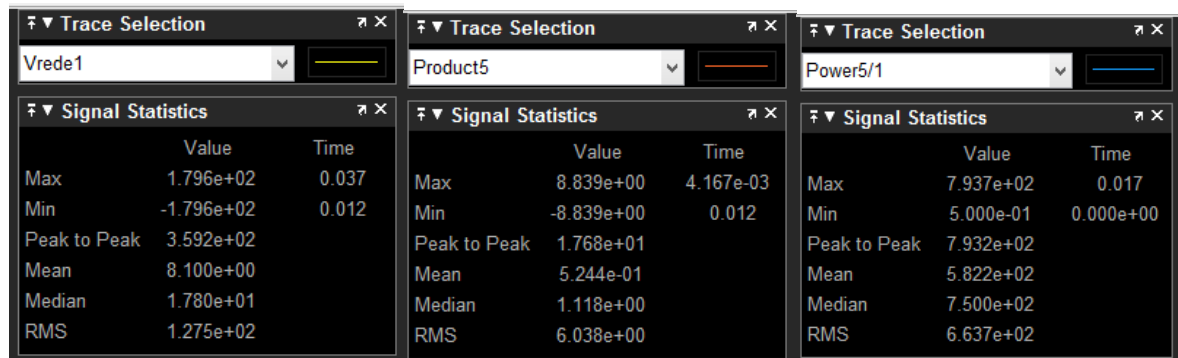 Trace Selection
Vrede1
Signal Statistics
Value Time
Max 1.796e+02 0.037
Min -1.796e+02 0.012
Peak to Peak 3.592e+02
Mean 8.100e+00
Median 1.780e+01
RMS 1.275e+02
Trace Selection
Product5
Signal Statistics
Value Time
Max 8.839e+00 4.167e-03
Min -8.839e+00 0.012
Peak to Peak 1.768e+01
Mean 5.244e-01
Median 1.118e+00
RMS 6.038e+00
Trace Selection
Power5/1
Signal Statistics
Value Time
Max 7.937e+02 0.017
Min 5.000e-01 0.000e+00
Peak to Peak 7.932e+02
Mean 5.822e+02
Median 7.500e+02
RMS 6.637e+02